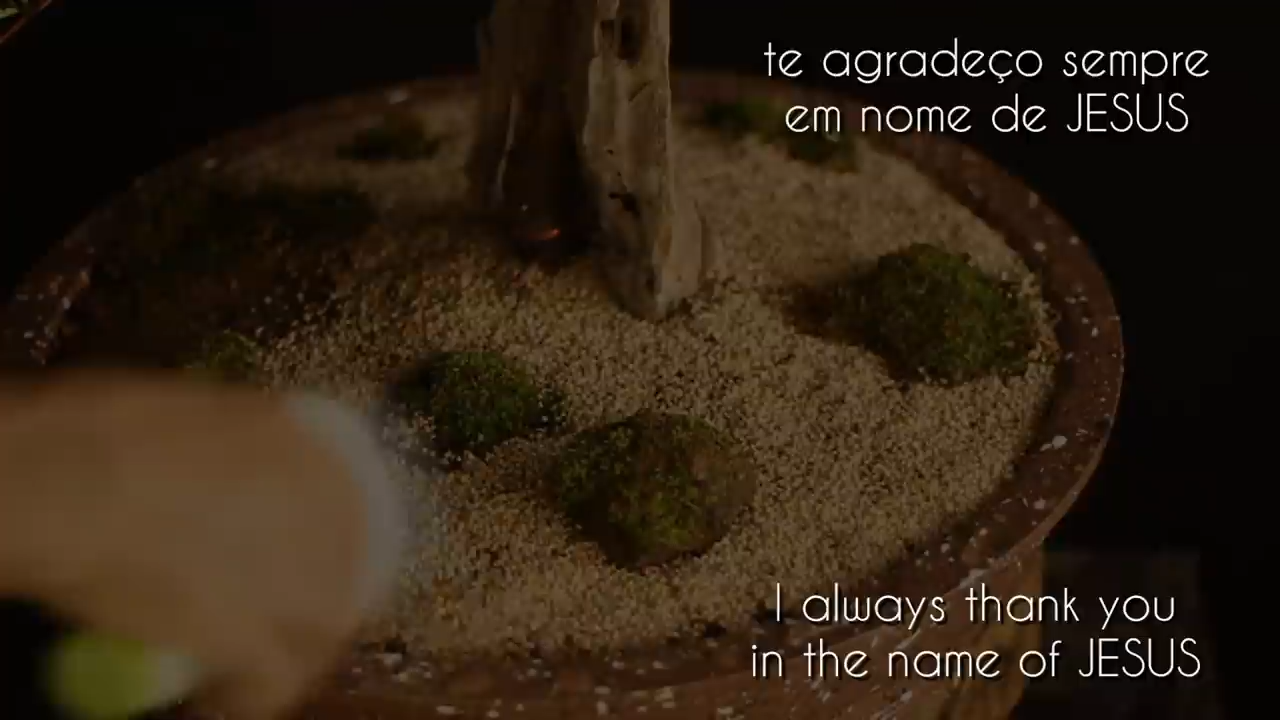 te agradeço sempre
em nome de JESUS
I always thank you
in the name of JESUS